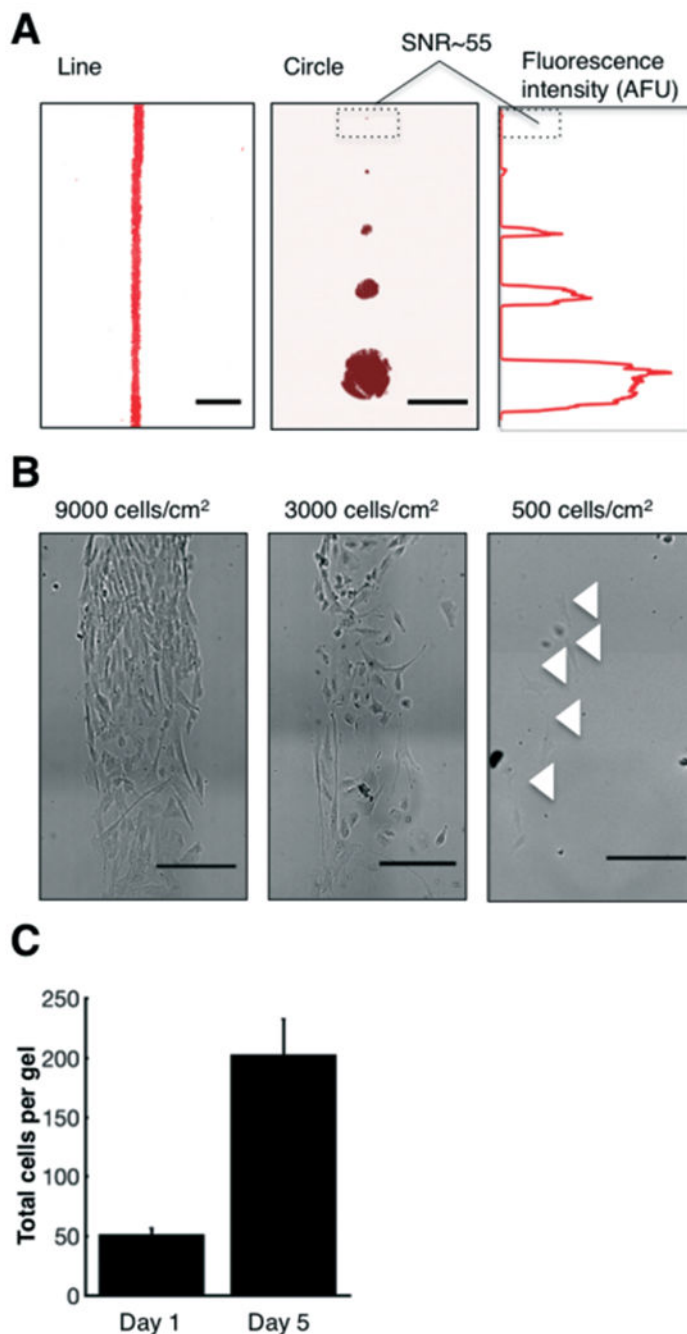 A
SNR~55
Line
Circle
Fluorescence
intensity (AFU)
B
9000 cells/cm²
3000 cells/cm²
500 cells/cm²
C
Total cells per gel
250
200
150
100
50
0
Day 1
Day 5